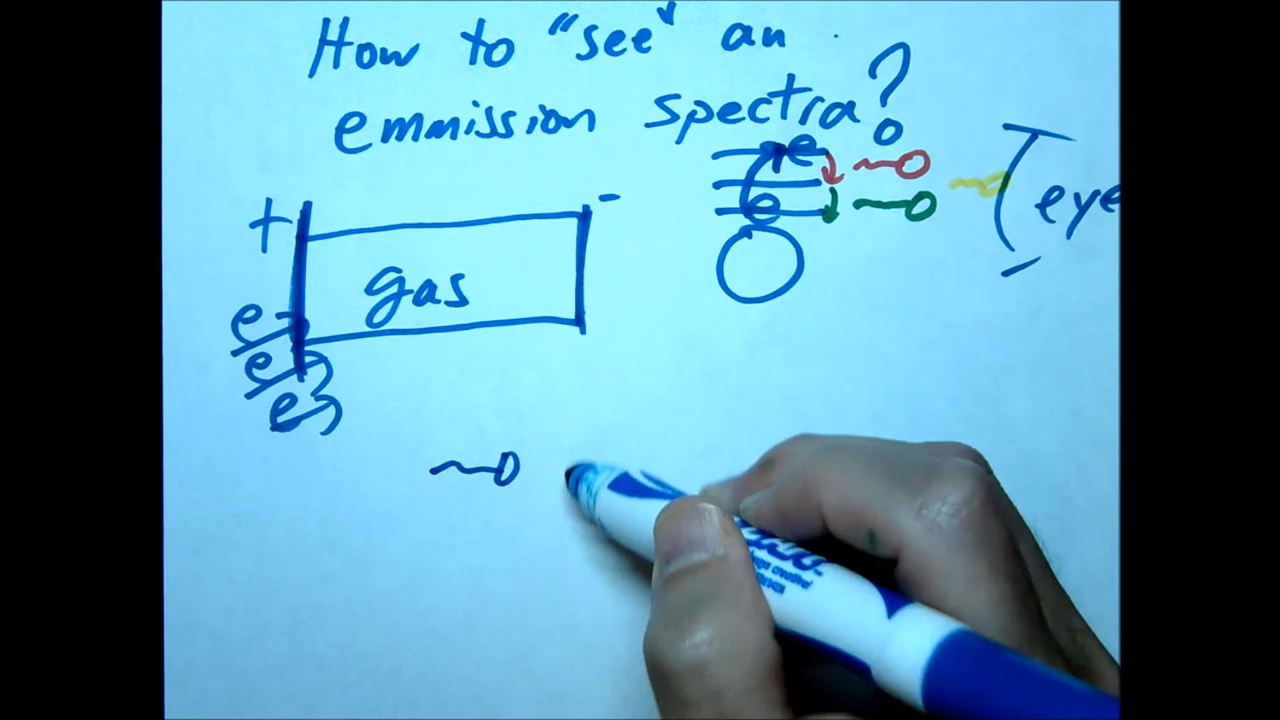 How to "see" an
emmission spectra?
e
e
eye
+
-
gas
e-
e
e